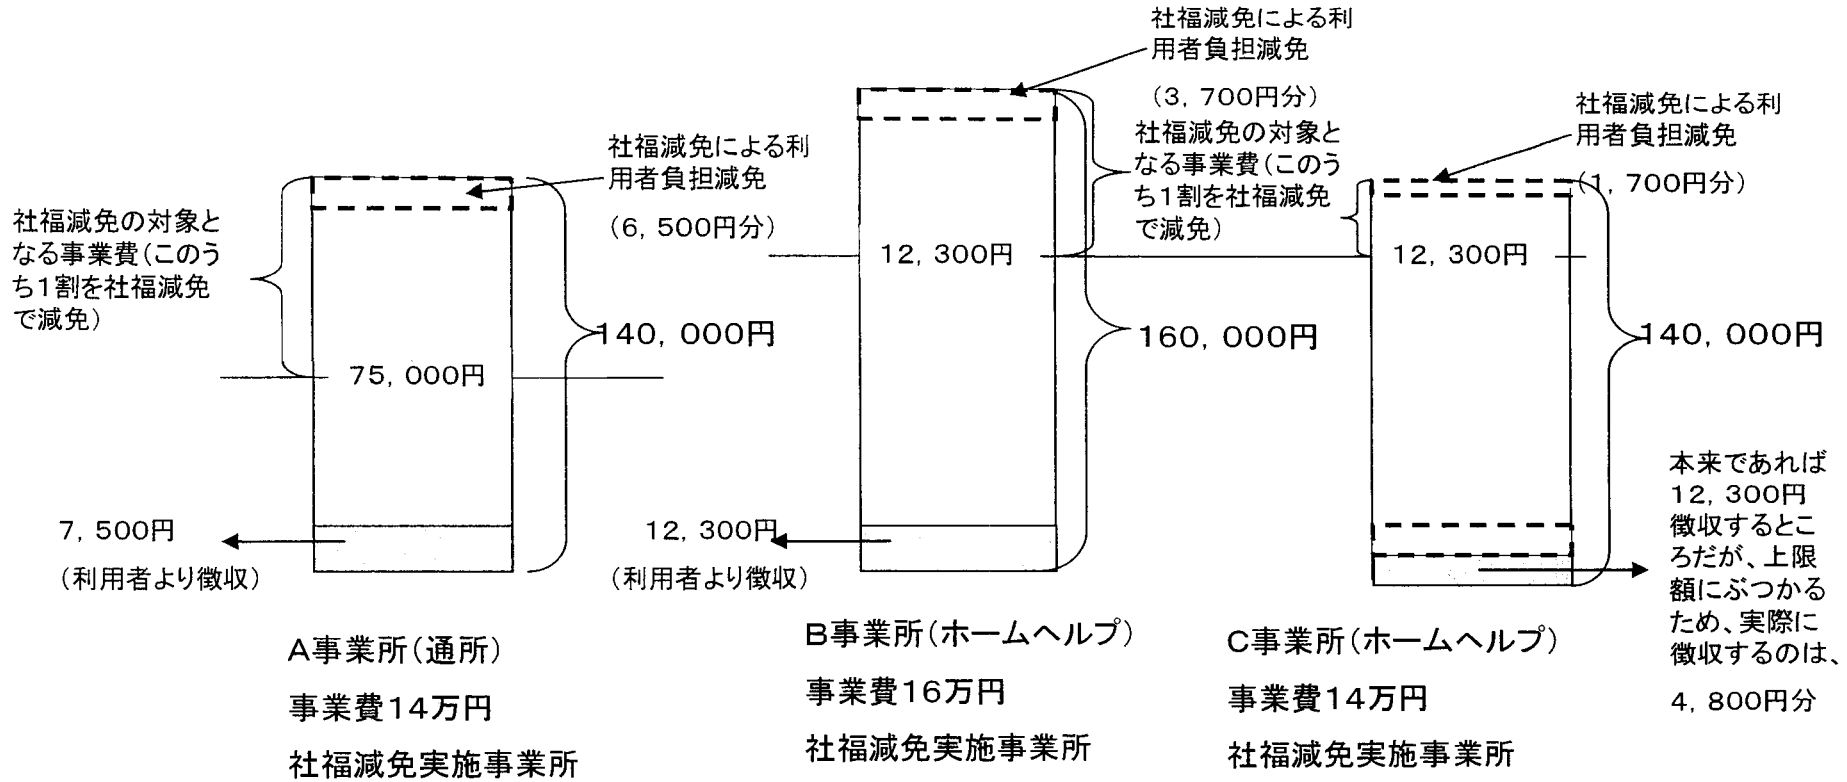 社福減免の対象と
なる事業費（このう
ち１割を社福減免
で減免）
社福減免による利
用者負担減免
（６，５００円分）
１４０，０００円
７５，０００円
７，５００円
（利用者より徴収）
A事業所（通所）
事業費１４万円
社福減免実施事業所
社福減免による利
用者負担減免
（３，７００円分）
社福減免の対象と
なる事業費（このう
ち１割を社福減免
で減免）
１２，３００円
１６０，０００円
１２，３００円
（利用者より徴収）
B事業所（ホームヘルプ）
事業費１６万円
社福減免実施事業所
社福減免による利
用者負担減免
（１，７００円分）
１２，３００円
１４０，０００円
本来であれば
１２，３００円
徴収するとこ
ろだが、上限
額にぶつかる
ため、実際に
徴収するのは、
４，８００円分
C事業所（ホームヘルプ）
事業費１４万円
社福減免実施事業所